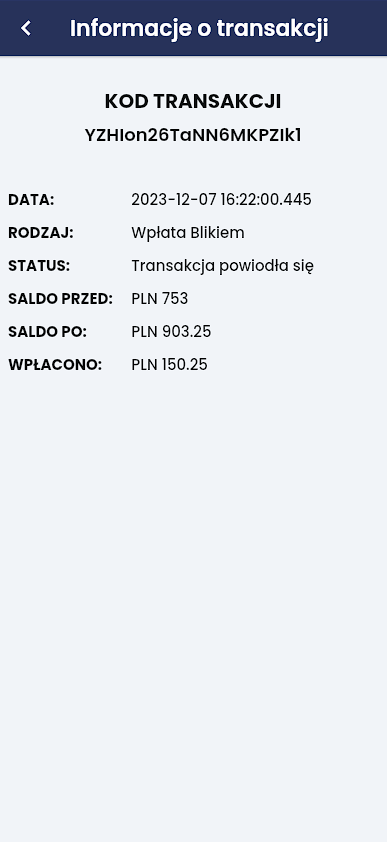 Informacje o transakcji
KOD TRANSAKCJI
YZHIon26TaNN6MKPZIk1
DATA: 2023-12-07 16:22:00.445
RODZAJ: Wpłata Blikiem
STATUS: Transakcja powiodła się
SALDO PRZED: PLN 753
SALDO PO: PLN 903.25
WPŁACONO: PLN 150.25